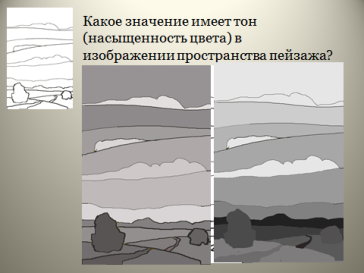 Какое значение имеет тон
(насыщенность цвета) в
изображении пространства пейзажа?